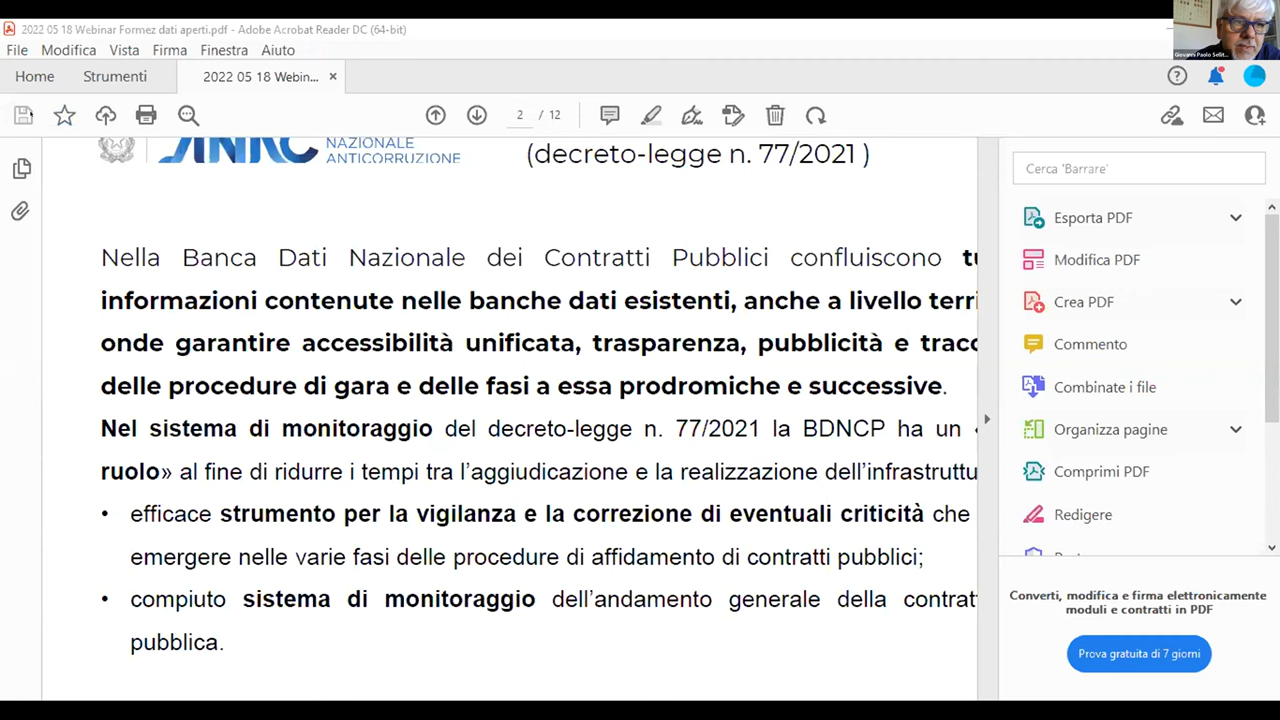 2022 05 18 Webinar Formez dati aperti.pdf - Adobe Acrobat Reader DC (64-bit)
File Modifica Vista Firma Finestra Aiuto
Home Strumenti 2022 05 18 Webin... ×
2 / 12
Giovanni Paolo Sellit...
NAZIONALE
ANTICORRUZIONE
(decreto-legge n. 77/2021 )
Nella Banca Dati Nazionale dei Contratti Pubblici confluiscono
informazioni contenute nelle banche dati esistenti, anche a livello
onde garantire accessibilità unificata, trasparenza, pubblicità e
delle procedure di gara e delle fasi a essa prodromiche e successive.
Nel sistema di monitoraggio del decreto-legge n. 77/2021 la BDNCP ha un
ruolo» al fine di ridurre i tempi tra l'aggiudicazione e la realizzazione
• efficace strumento per la vigilanza e la correzione di eventuali criticità che
emergere nelle varie fasi delle procedure di affidamento di contratti pubblici;
• compiuto sistema di monitoraggio dell'andamento generale della
pubblica.
Cerca 'Barrare'
Esporta PDF
Modifica PDF
Crea PDF
Commento
Combinate i file
Organizza pagine
Comprimi PDF
Redigere
Converti, modifica e firma elettronicamente
moduli e contratti in PDF
Prova gratuita di 7 giorni